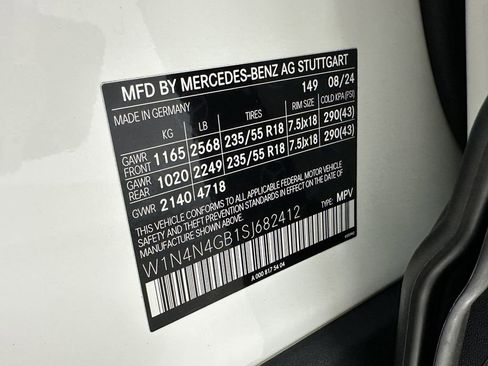 MFD BY MERCEDES-BENZ AG STUTTGART
MADE IN GERMANY 149 08/24
KG LB TIRES RIM SIZE COLD KPA(PSI)
GAWR FRONT 1165 2568 235/55 R18 7.5Jx18 290(43)
GAWR REAR 1020 2249 235/55 R18 7.5Jx18 290(43)
GVWR 2140 4718
THIS VEHICLE CONFORMS TO ALL APPLICABLE FEDERAL MOTOR VEHICLE
SAFETY AND THEFT PREVENTION STANDARDS IN EFFECT ON THE DATE OF
MANUFACTURE SHOWN ABOVE.
W1N4N4GB1SJ682412 TYPE: MPV
A 000 817 54 04